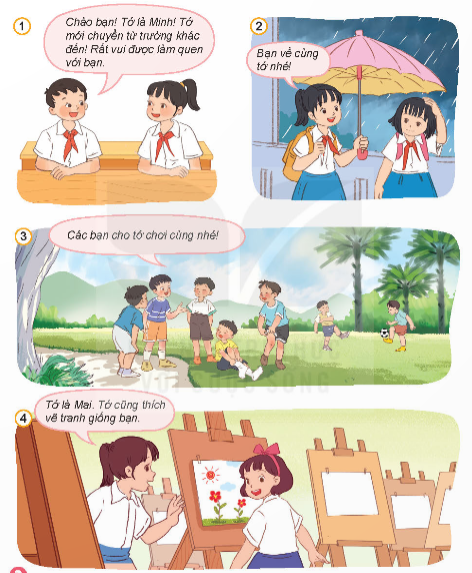 1
Chào bạn! Tớ là Minh! Tớ
mới chuyển từ trường khác
đến! Rất vui được làm quen
với bạn.
2
Bạn về cùng
tớ nhé!
3
Các bạn cho tớ chơi cùng nhé!
4
Tớ là Mai. Tớ cũng thích
vẽ tranh giống bạn.